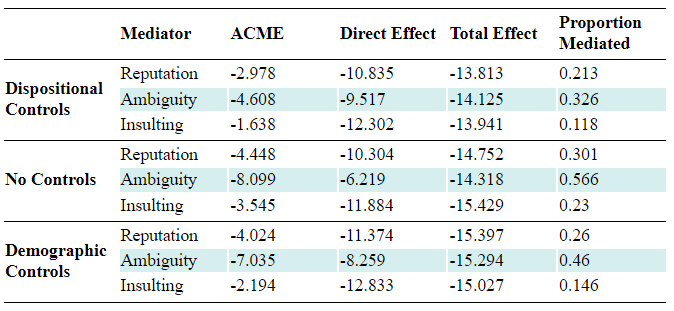 Mediator ACME Direct Effect Total Effect Proportion Mediated
Dispositional Controls
Reputation -2.978 -10.835 -13.813 0.213
Ambiguity -4.608 -9.517 -14.125 0.326
Insulting -1.638 -12.302 -13.941 0.118
No Controls
Reputation -4.448 -10.304 -14.752 0.301
Ambiguity -8.099 -6.219 -14.318 0.566
Insulting -3.545 -11.884 -15.429 0.23
Demographic Controls
Reputation -4.024 -11.374 -15.397 0.26
Ambiguity -7.035 -8.259 -15.294 0.46
Insulting -2.194 -12.833 -15.027 0.146